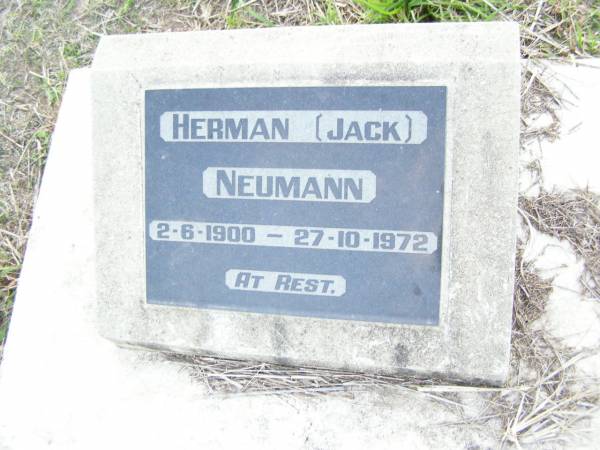 HERMAN (JACK)
NEUMANN
2-6-1900 - 27-10-1972
AT REST.